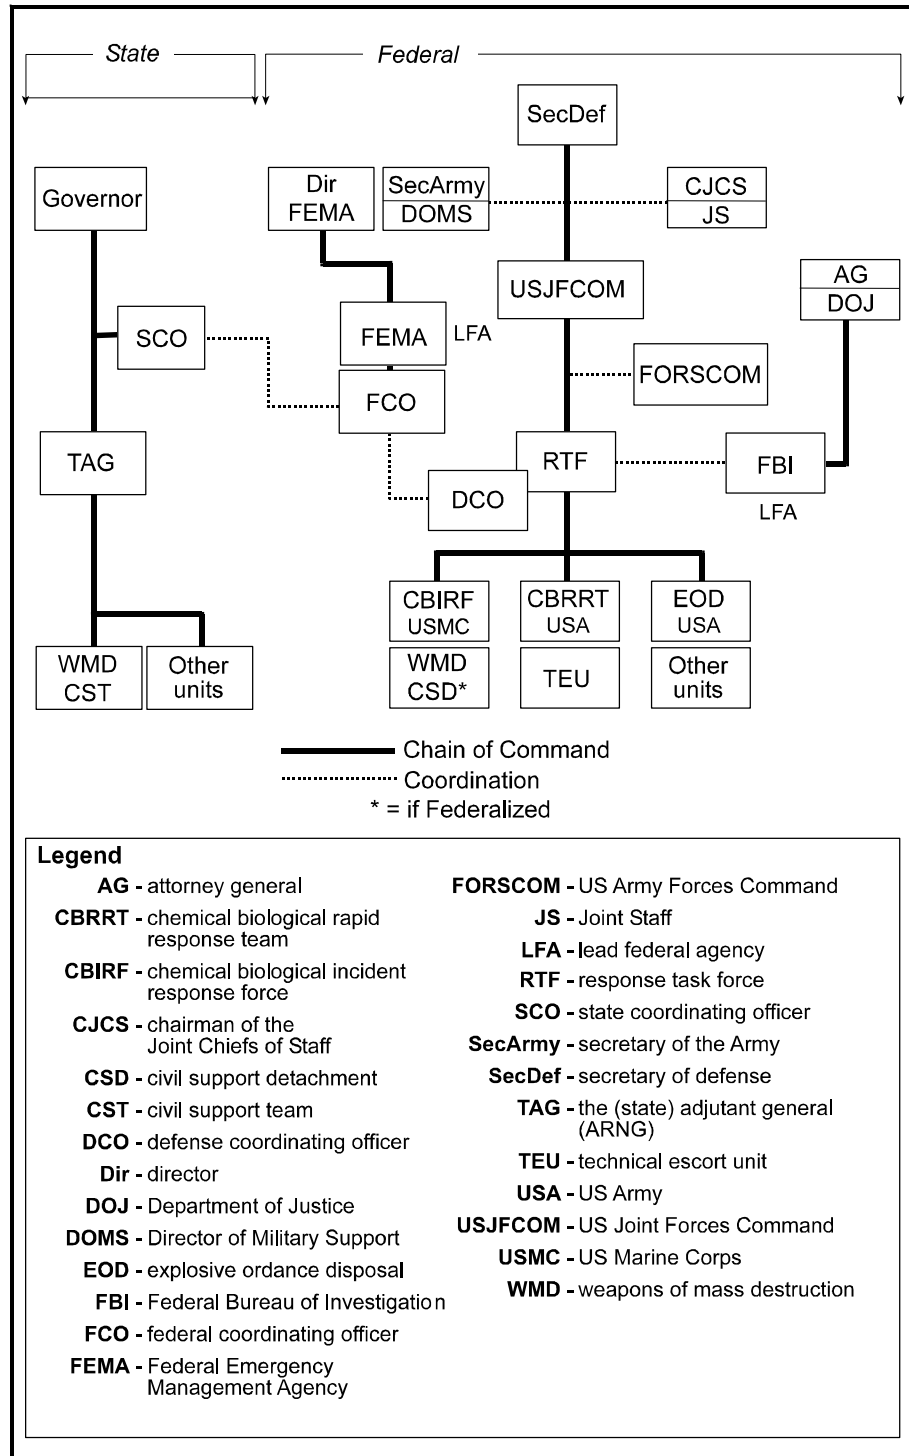 State
Federal
SecDef
Governor
Dir
FEMA
SecArmy
DOMS
CJCS
JS
USJFCOM
AG
DOJ
SCO
FEMA
LFA
FORSCOM
FCO
TAG
RTF
FBI
DCO
LFA
CBIRF
USMC
CBRRT
USA
EOD
USA
WMD
CST
Other
units
WMD
CSD*
TEU
Other
units
Chain of Command
Coordination
* = if Federalized
Legend
AG - attorney general
CBRRT - chemical biological rapid
response team
CBIRF - chemical biological incident
response force
CJCS - chairman of the
Joint Chiefs of Staff
CSD - civil support detachment
CST - civil support team
DCO - defense coordinating officer
Dir - director
DOJ - Department of Justice
DOMS - Director of Military Support
EOD - explosive ordance disposal
FBI - Federal Bureau of Investigation
FCO - federal coordinating officer
FEMA - Federal Emergency
Management Agency
FORSCOM - US Army Forces Command
JS - Joint Staff
LFA - lead federal agency
RTF - response task force
SCO - state coordinating officer
SecArmy - secretary of the Army
SecDef - secretary of defense
TAG - the (state) adjutant general
(ARNG)
TEU - technical escort unit
USA - US Army
USJFCOM - US Joint Forces Command
USMC - US Marine Corps
WMD - weapons of mass destruction